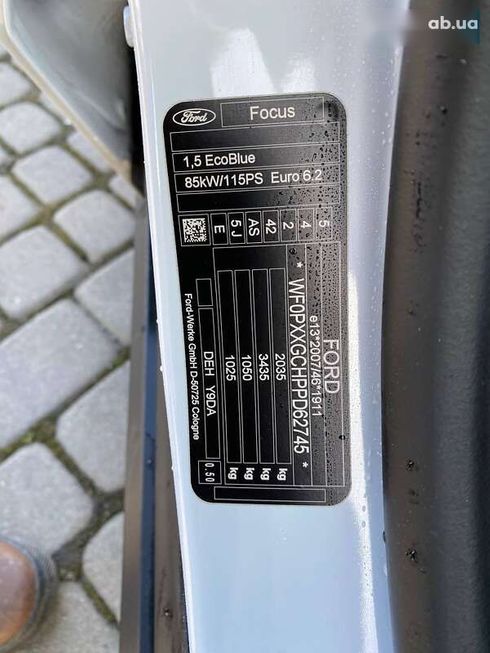 ab.ua
Ford
Focus
1,5 EcoBlue
85kW/115PS Euro 6.2
E 5J AS 42 2 4 5
FORD
e13*2007/46*1911
* WF0PXXGCHPPD62745 *
2035 kg
3435 kg
1050 kg
1025 kg
DEH Y9DA
0.50
Ford-Werke GmbH D-50725 Cologne